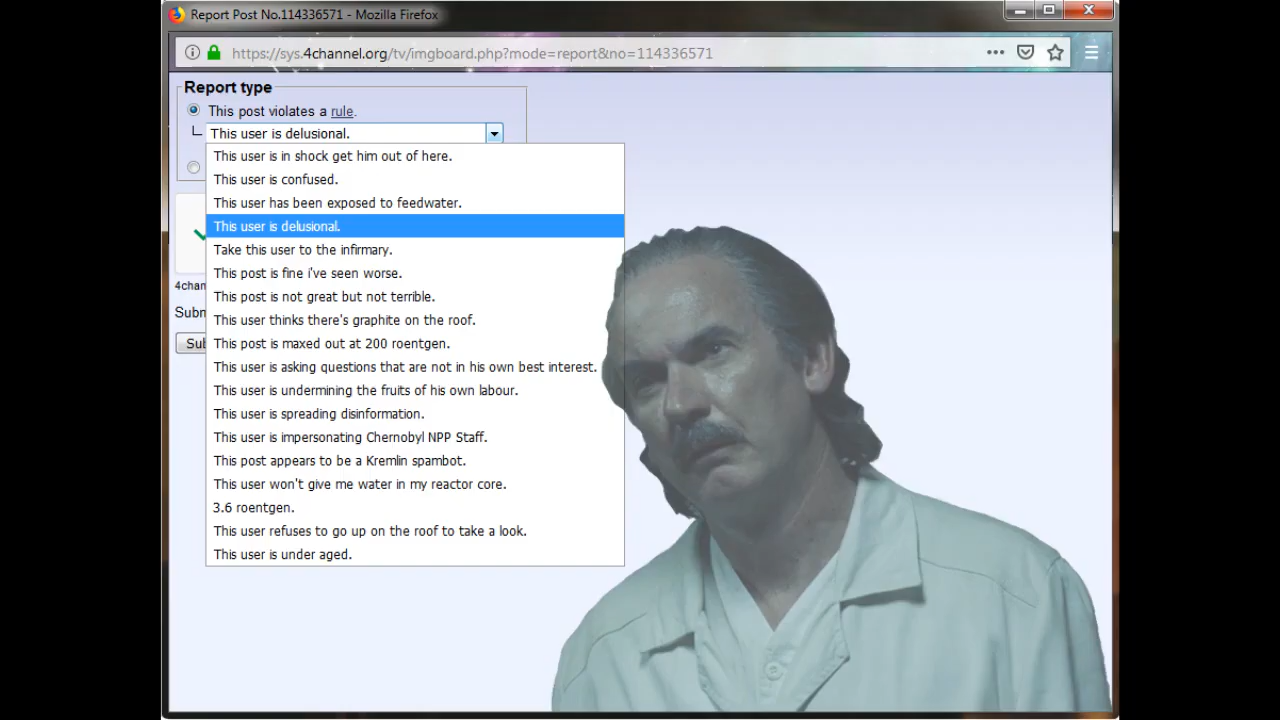 Report Post No.114336571 - Mozilla Firefox
https://sys.4channel.org/tv/imgboard.php?mode=report&no=114336571
Report type
This post violates a rule.
This user is delusional.
This user is in shock get him out of here.
This user is confused.
This user has been exposed to feedwater.
This user is delusional.
Take this user to the infirmary.
This post is fine i've seen worse.
4chan
This post is not great but not terrible.
Subm
This user thinks there's graphite on the roof.
This post is maxed out at 200 roentgen.
Sub
This user is asking questions that are not in his own best interest.
This user is undermining the fruits of his own labour.
This user is spreading disinformation.
This user is impersonating Chernobyl NPP Staff.
This post appears to be a Kremlin spambot.
This user won't give me water in my reactor core.
3.6 roentgen.
This user refuses to go up on the roof to take a look.
This user is under aged.